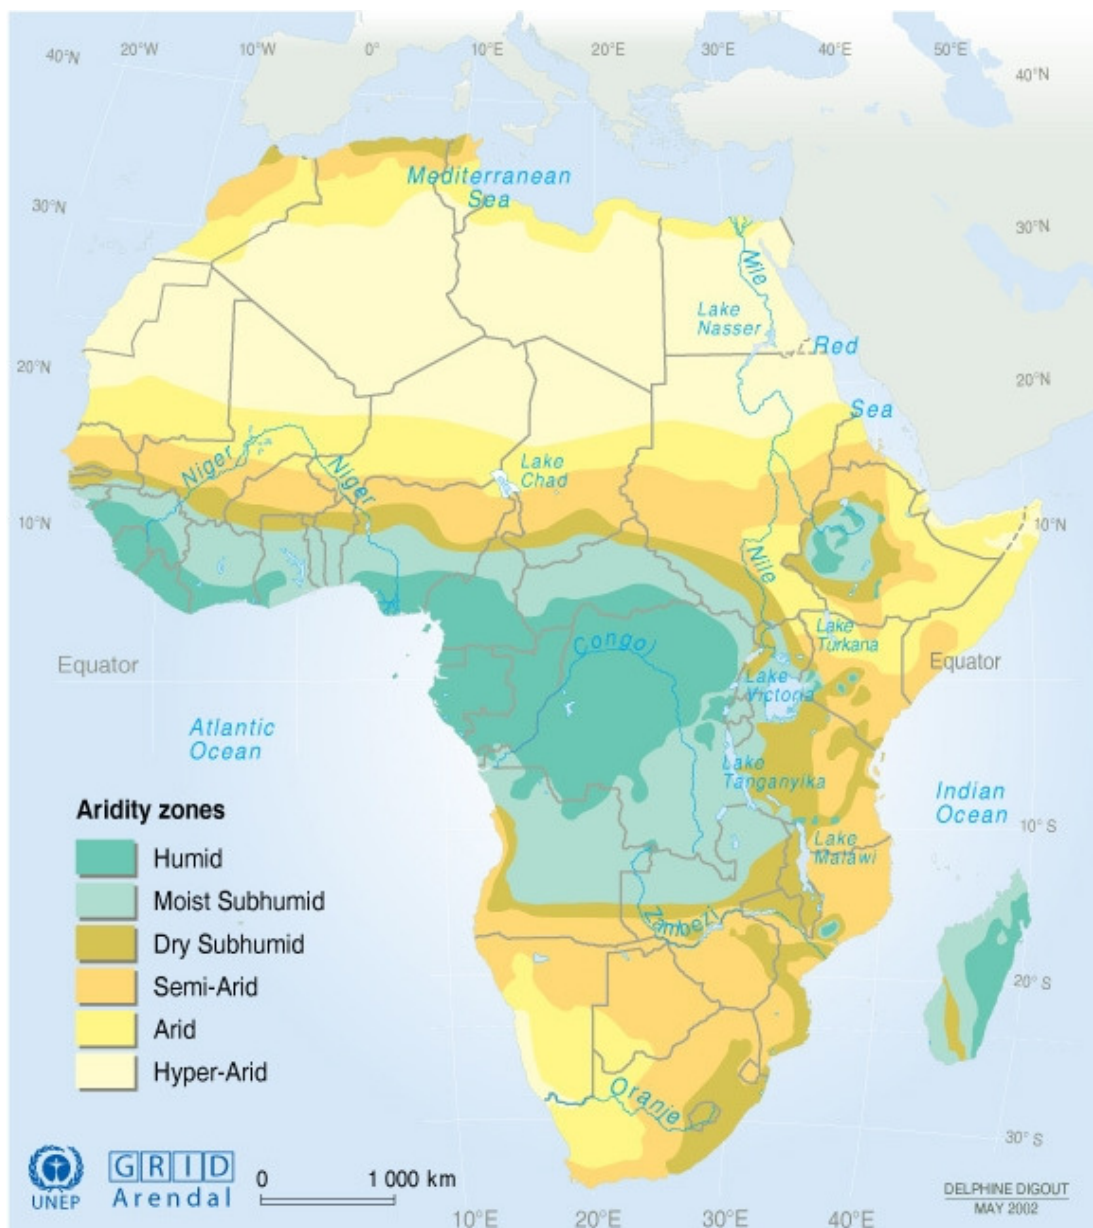 20°W
10°W
0°
10°E
20°E
30°E
40°E
50°E
40°N
40°N
Mediterranean
Sea
30°N
30°N
Nile
Lake
Nasser
Red
20°N
20°N
Sea
Niger
Niger
Lake
Chad
10°N
10°N
Nile
Lake
Turkana
Equator
Congo
Equator
Lake
Victoria
Atlantic
Ocean
Lake
Tanganyika
Indian
Ocean
Aridity zones
10° S
Humid
Lake
Malawi
Moist Subhumid
Zambezi
Dry Subhumid
Semi-Arid
20° S
Arid
Hyper-Arid
Oranje
30° S
UNEP
GRID
Arendal
0
1 000 km
DELPHINE DIGOUT
MAY 2002
10°E
20°E
30°E
40°E